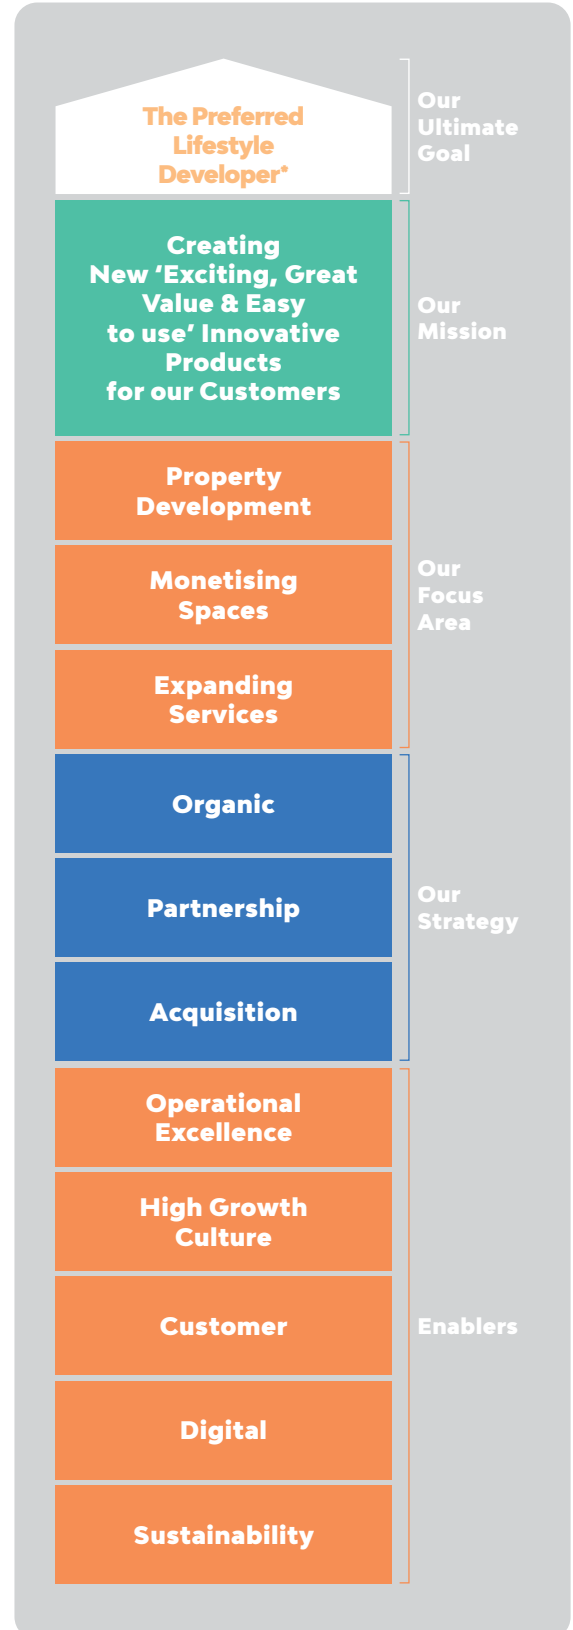 The Preferred
Lifestyle
Developer*
Our
Ultimate
Goal
Creating
New ‘Exciting, Great
Value & Easy
to use’ Innovative
Products
for our Customers
Our
Mission
Property
Development
Monetising
Spaces
Expanding
Services
Our
Focus
Area
Organic
Partnership
Acquisition
Our
Strategy
Operational
Excellence
High Growth
Culture
Customer
Digital
Sustainability
Enablers